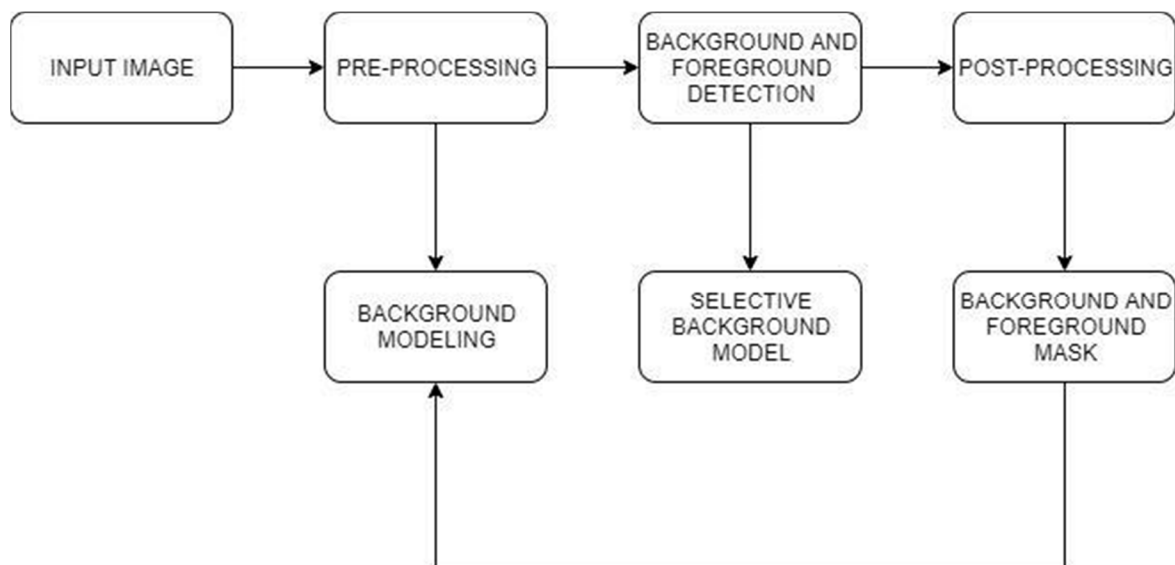 INPUT IMAGE
PRE-PROCESSING
BACKGROUND AND
FOREGROUND
DETECTION
POST-PROCESSING
BACKGROUND
MODELING
SELECTIVE
BACKGROUND
MODEL
BACKGROUND AND
FOREGROUND
MASK